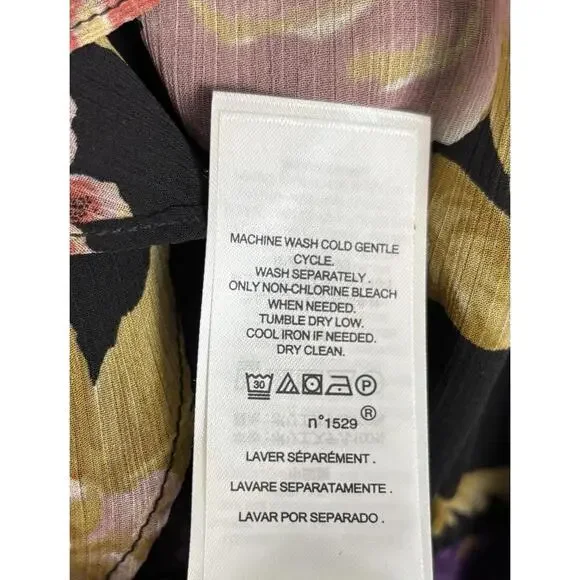 MACHINE WASH COLD GENTLE
CYCLE.
WASH SEPARATELY .
ONLY NON-CHLORINE BLEACH
WHEN NEEDED.
TUMBLE DRY LOW.
COOL IRON IF NEEDED.
DRY CLEAN.
30 P
n°1529 ®
LAVER SÉPARÉMENT .
LAVARE SEPARATAMENTE .
LAVAR POR SEPARADO .